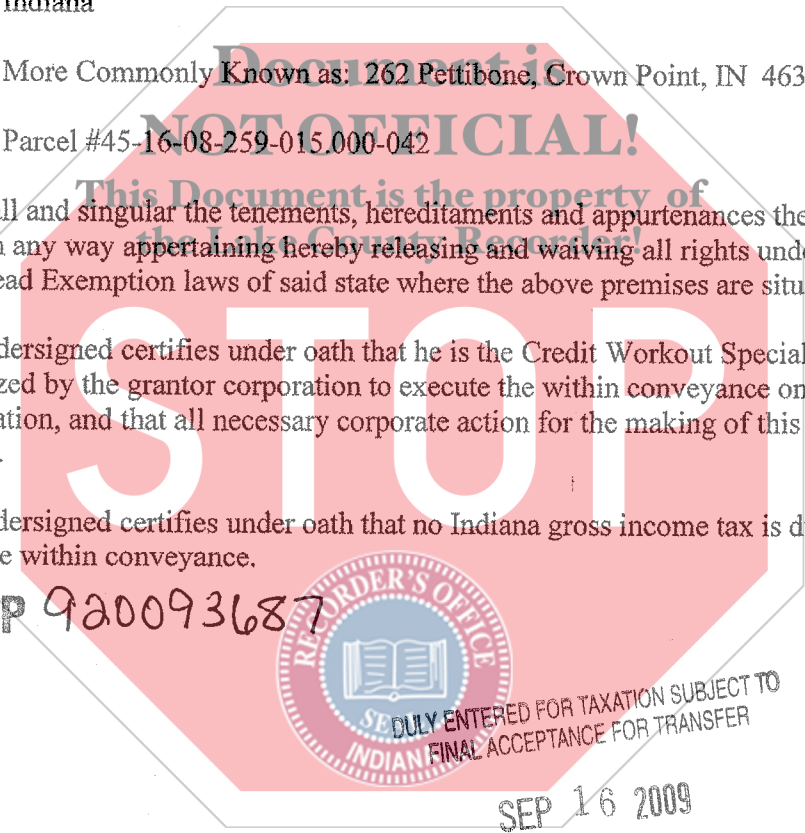 Indiana
Document is
More Commonly Known as: 262 Pettibone, Crown Point, IN 463
NOT OFFICIAL!
Parcel #45-16-08-259-015.000-042
This Document is the property of
ll and singular the tenements, hereditaments and appurtenances the
the Lake County Recorder!
any way appertaining hereby releasing and waiving all rights unde
ead Exemption laws of said state where the above premises are situ
STOP
dersigned certifies under oath that he is the Credit Workout Special
zed by the grantor corporation to execute the within conveyance on
ation, and that all necessary corporate action for the making of this
dersigned certifies under oath that no Indiana gross income tax is d
e within conveyance.
P 920093687
RECORDER'S OFFICE
SEAL
INDIANA
DULY ENTERED FOR TAXATION SUBJECT TO
FINAL ACCEPTANCE FOR TRANSFER
SEP 16 2009